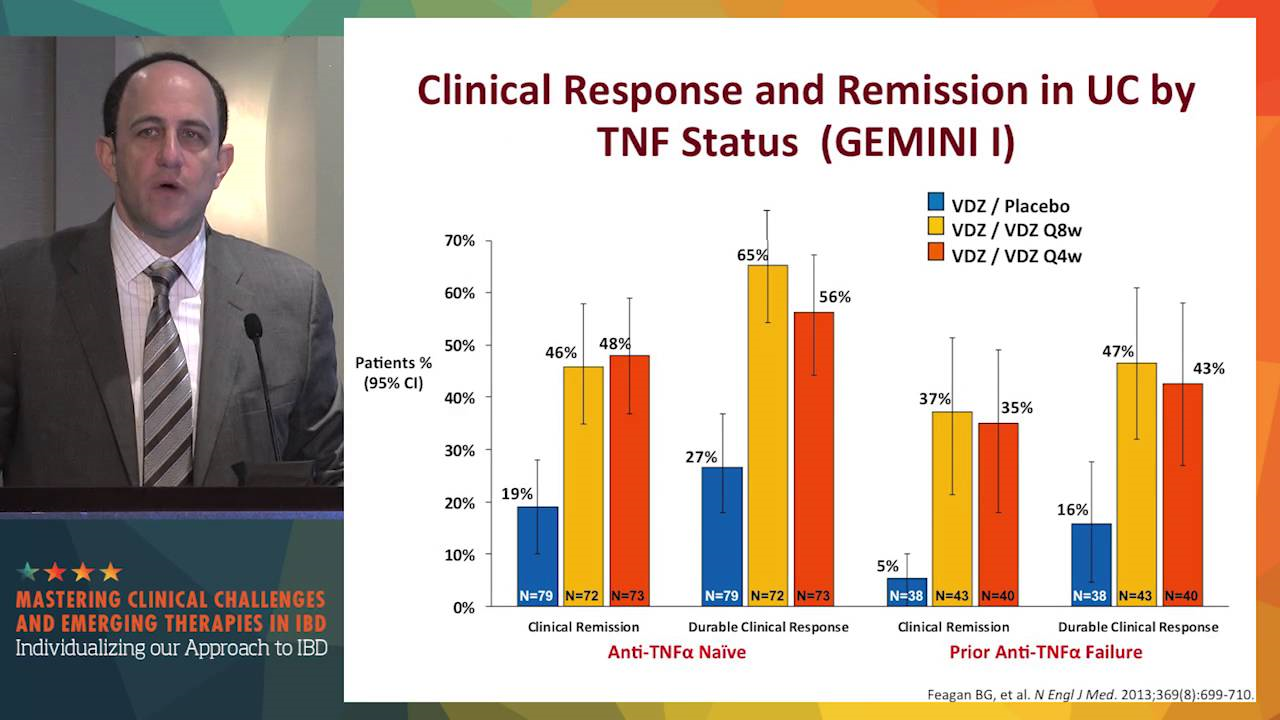 Clinical Response and Remission in UC by
TNF Status (GEMINI I)
VDZ / Placebo
VDZ / VDZ Q8w
VDZ / VDZ Q4w
Patients %
(95% CI)
70%
60%
50%
40%
30%
20%
10%
0%
19%
46%
48%
27%
65%
56%
5%
37%
35%
16%
47%
43%
N=79
N=72
N=73
N=79
N=72
N=73
N=38
N=43
N=40
N=38
N=43
N=40
Clinical Remission
Durable Clinical Response
Clinical Remission
Durable Clinical Response
Anti-TNFα Naïve
Prior Anti-TNFα Failure
Feagan BG, et al. N Engl J Med. 2013;369(8):699-710.
MASTERING CLINICAL CHALLENGES
AND EMERGING THERAPIES IN IBD
Individualizing our Approach to IBD